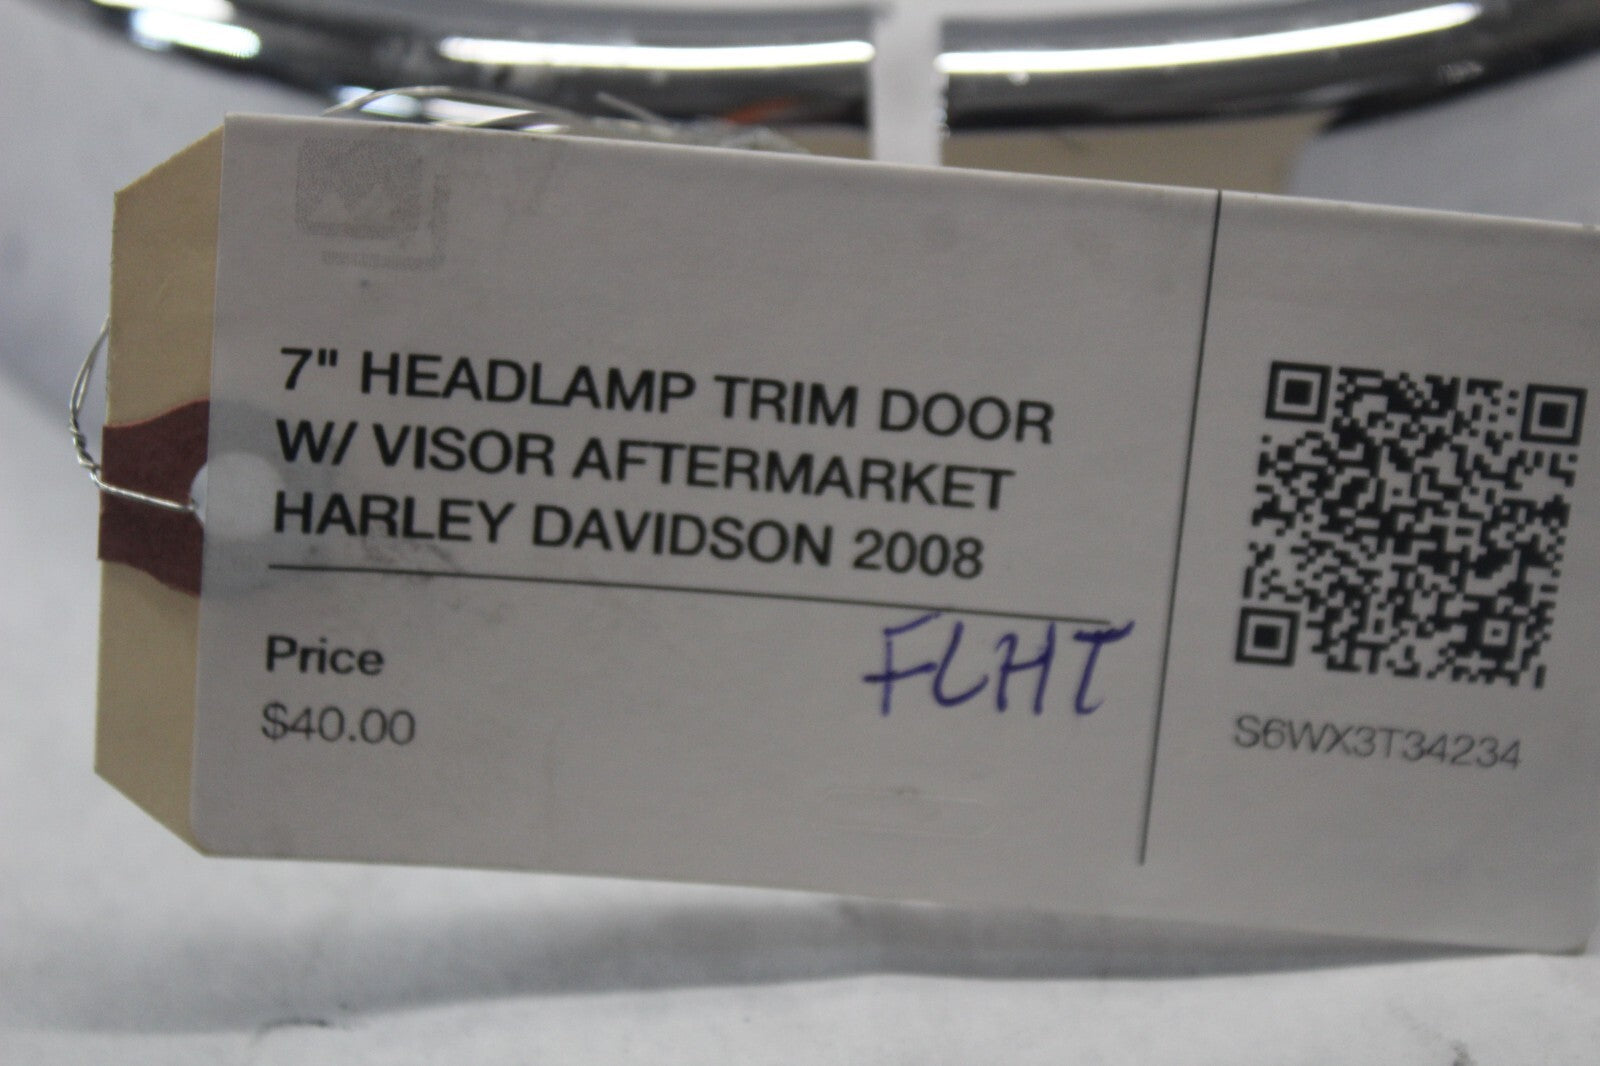 7" HEADLAMP TRIM DOOR
W/ VISOR AFTERMARKET
HARLEY DAVIDSON 2008
Price
$40.00
FLHT
S6WX3T34234